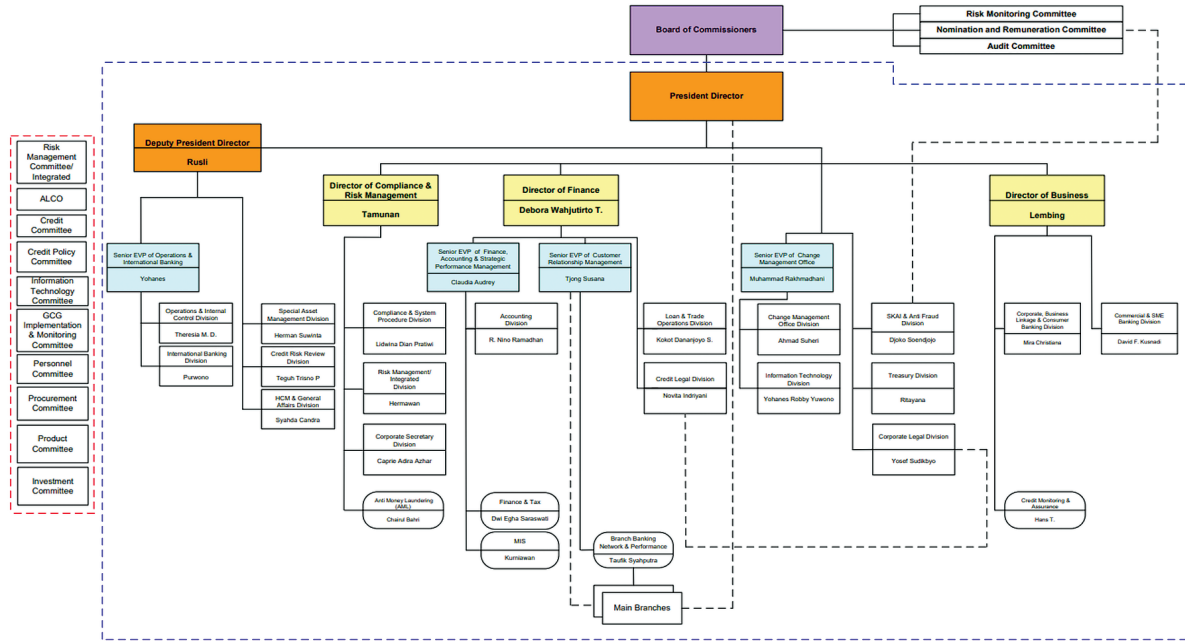 Board of Commissioners
Risk Monitoring Committee
Nomination and Remuneration Committee
Audit Committee
President Director
Deputy President Director
Rusli
Risk
Management
Committee/
Integrated
ALCO
Credit
Committee
Credit Policy
Committee
Information
Technology
Committee
GCG
Implementation
& Monitoring
Committee
Personnel
Committee
Procurement
Committee
Product
Committee
Investment
Committee
Director of Compliance &
Risk Management
Tamunan
Director of Finance
Debora Wahjutirto T.
Director of Business
Lembing
Senior EVP of Operations &
International Banking
Yohanes
Senior EVP of Finance,
Accounting & Strategic
Performance Management
Claudia Audrey
Senior EVP of Customer
Relationship Management
Tjong Susana
Senior EVP of Change
Management Office
Muhammad Rakhmadhani
Operations & Internal
Control Division
Theresia M. D.
International Banking
Division
Purwono
Special Asset
Management Division
Herman Suwinta
Credit Risk Review
Division
Teguh Trisno P
HCM & General
Affairs Division
Syahda Candra
Compliance & System
Procedure Division
Lidwina Dian Pratiwi
Risk Management/
Integrated
Division
Hermawan
Corporate Secretary
Division
Caprie Adira Azhar
Anti Money Laundering
(AML)
Chairul Bahri
Accounting
Division
R. Nino Ramadhan
Finance & Tax
Dwi Egha Saraswati
MIS
Kurniawan
Branch Banking
Network & Performance
Taufik Syahputra
Main Branches
Loan & Trade
Operations Division
Kokot Dananjoyo S.
Credit Legal Division
Novita Indriyani
Change Management
Office Division
Ahmad Suheri
Information Technology
Division
Yohanes Robby Yuwono
SKAI & Anti Fraud
Division
Djoko Soendjojo
Treasury Division
Ritayana
Corporate Legal Division
Yosef Sudikbyo
Corporate, Business
Linkage & Consumer
Banking Division
Mira Christiana
Commercial & SME
Banking Division
David F. Kusnadi
Credit Monitoring &
Assurance
Hans T.